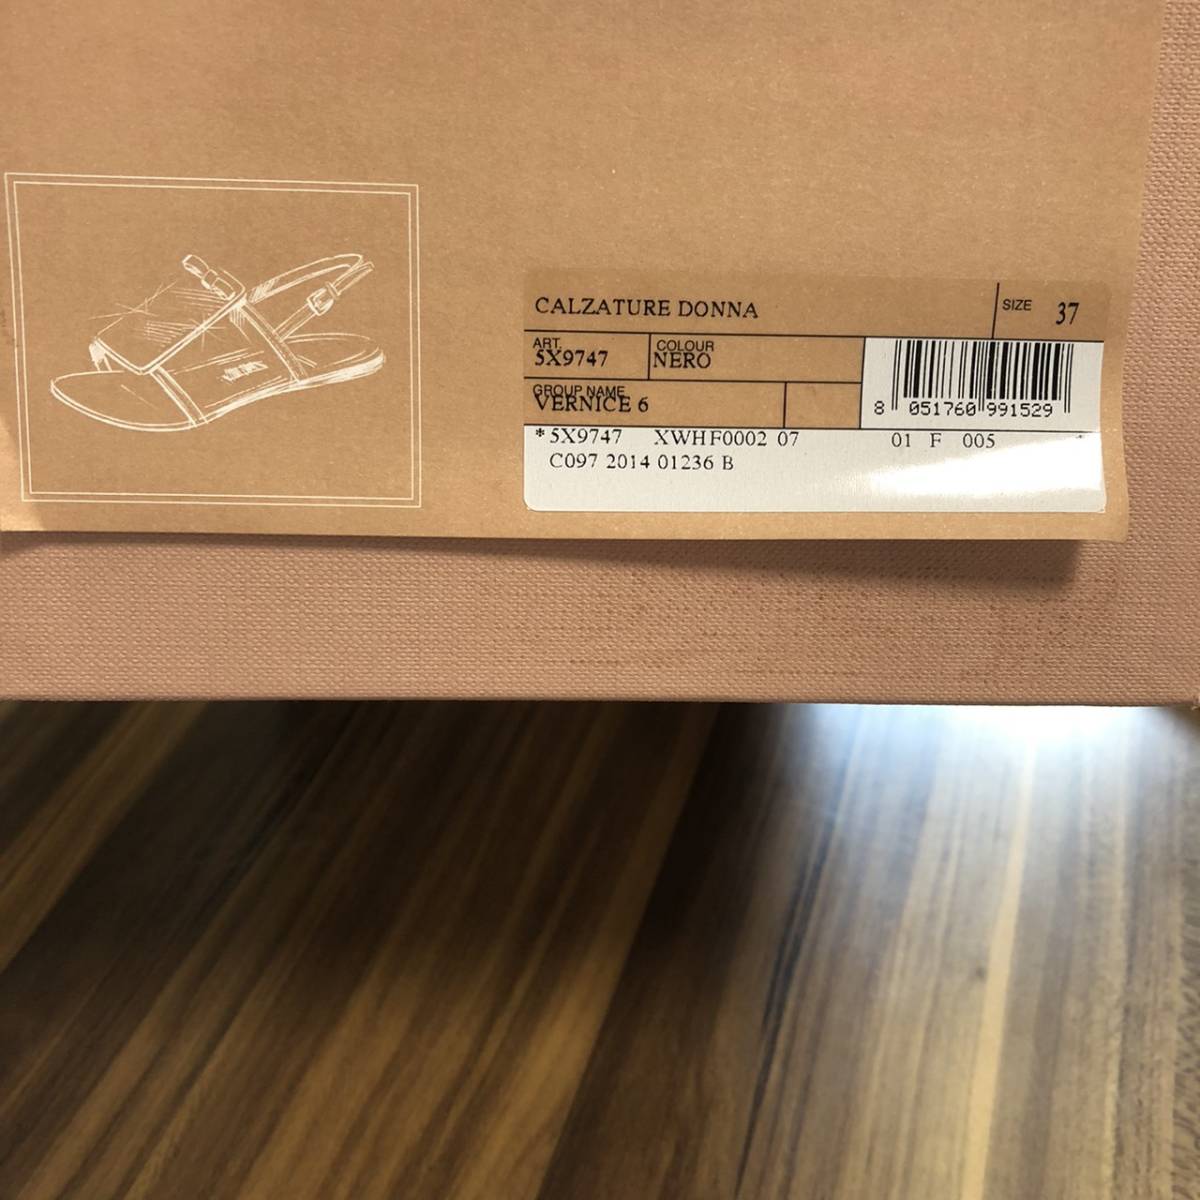 CALZATURE DONNA
SIZE 37
ART.
5X9747
COLOUR
NERO
GROUP NAME
VERNICE 6
8 051760 991529
*5X9747 XWHF0002 07 01 F 005 *
C097 2014 01236 B